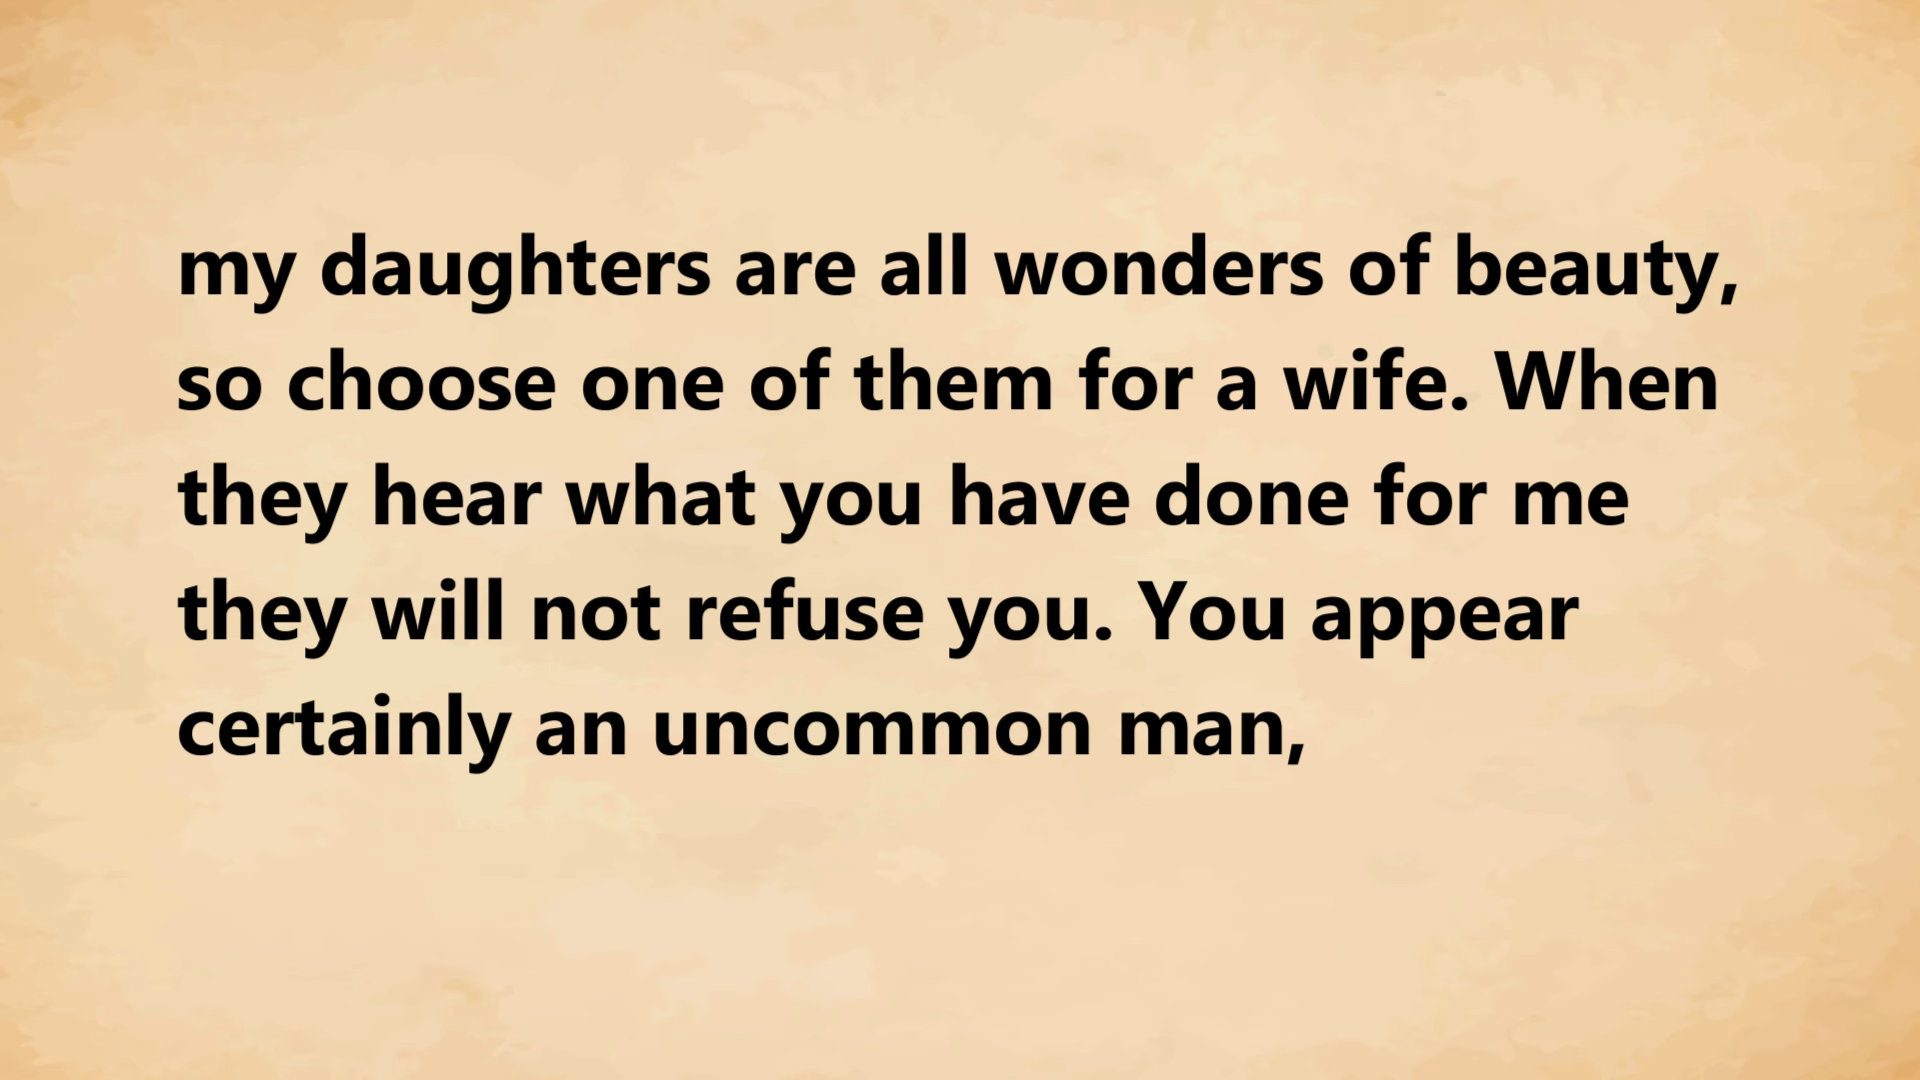 my daughters are all wonders of beauty,
so choose one of them for a wife. When
they hear what you have done for me
they will not refuse you. You appear
certainly an uncommon man,